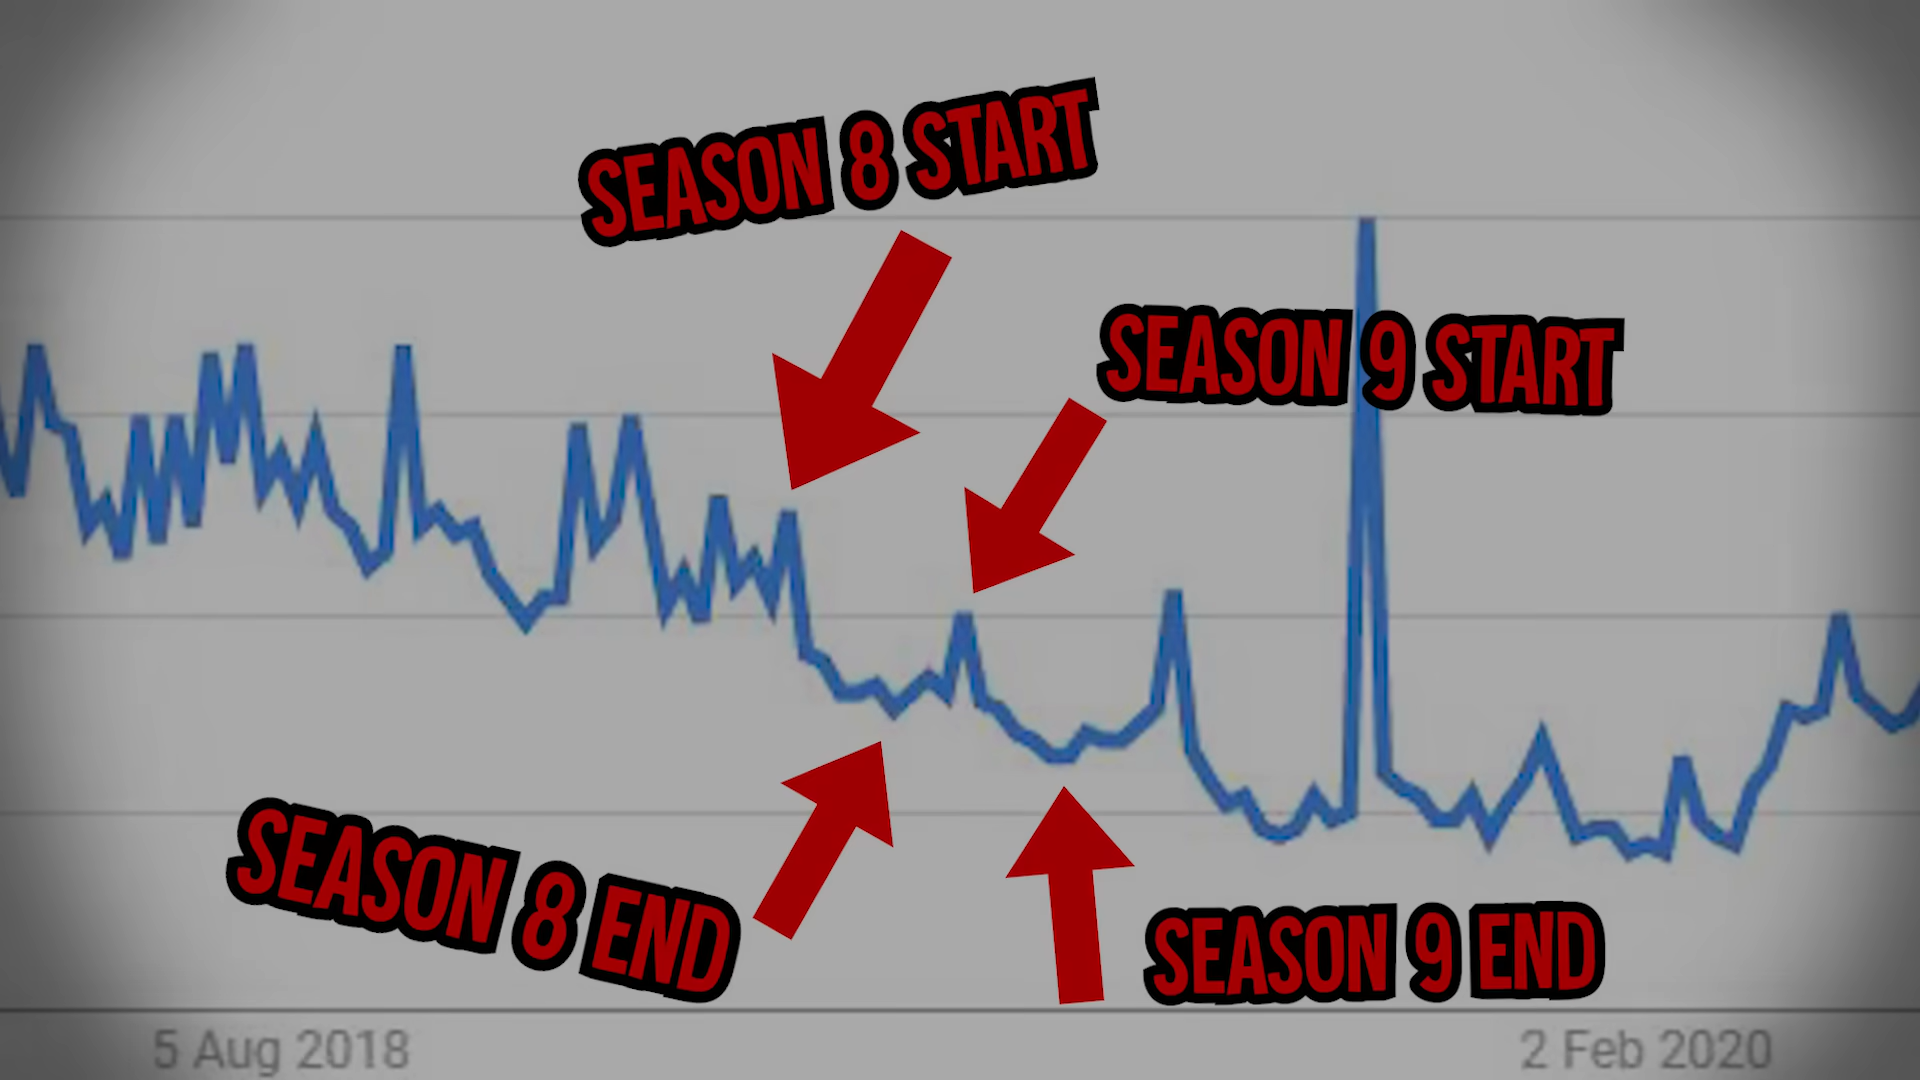 SEASON 8 START
SEASON 9 START
SEASON 8 END
SEASON 9 END
5 Aug 2018
2 Feb 2020